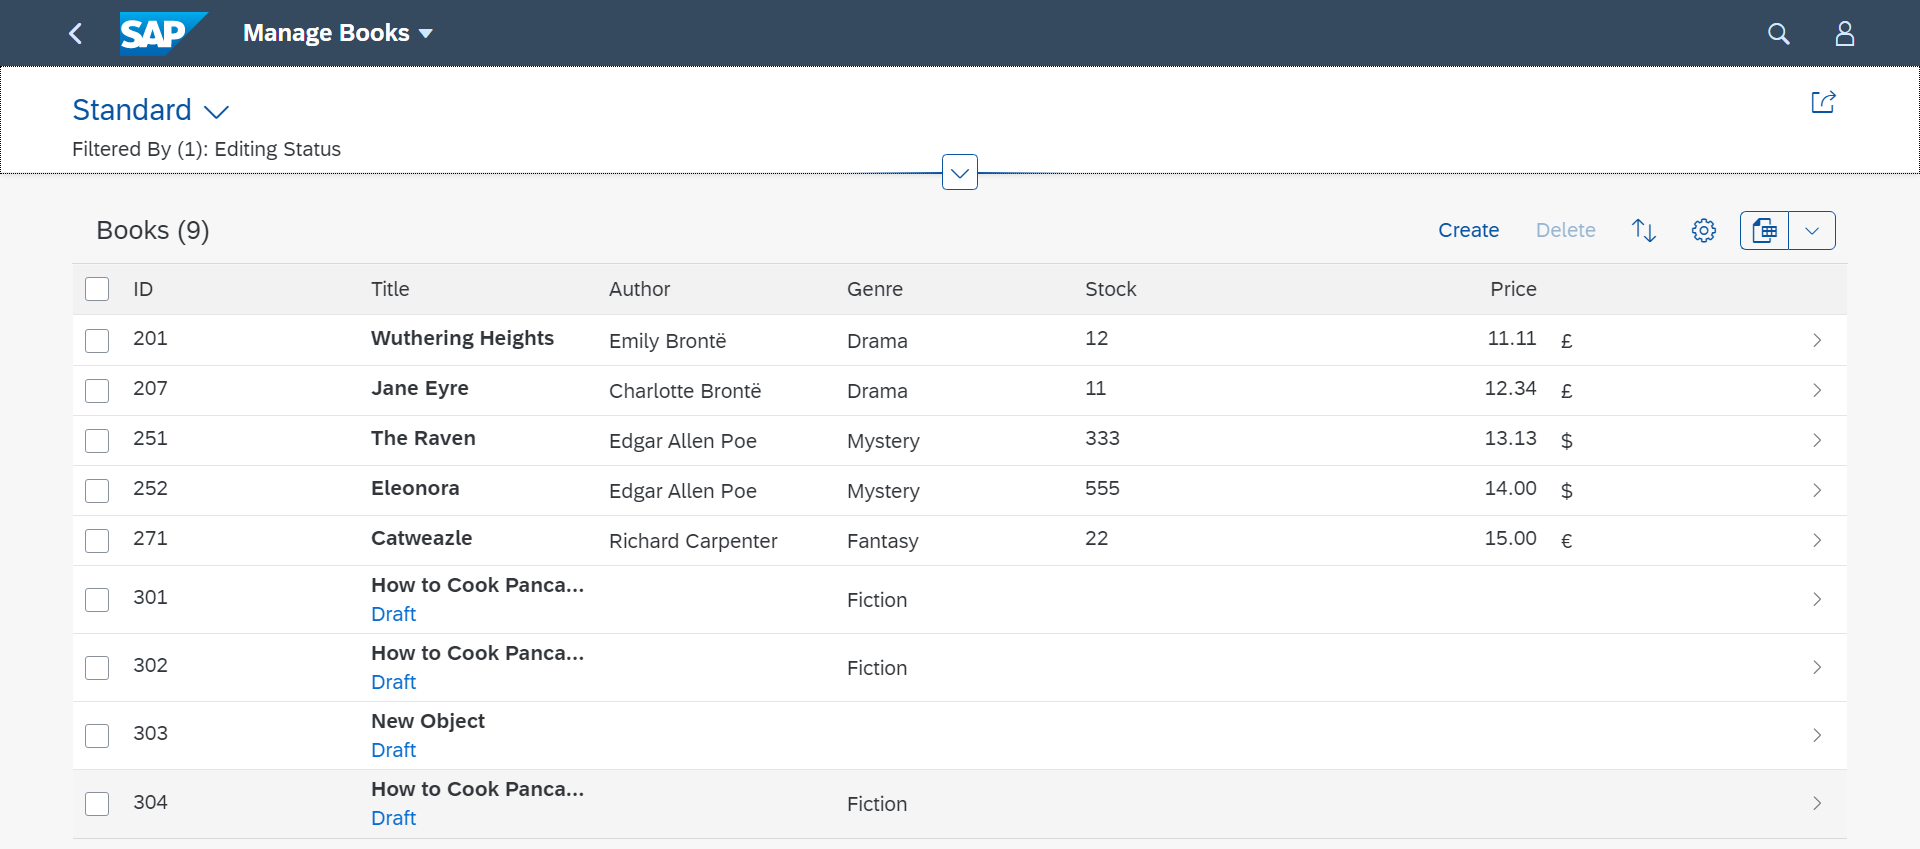 SAP Manage Books
Standard
Filtered By (1): Editing Status
Books (9) Create Delete
ID Title Author Genre Stock Price
201 Wuthering Heights Emily Brontë Drama 12 11.11 £
207 Jane Eyre Charlotte Brontë Drama 11 12.34 £
251 The Raven Edgar Allen Poe Mystery 333 13.13 $
252 Eleonora Edgar Allen Poe Mystery 555 14.00 $
271 Catweazle Richard Carpenter Fantasy 22 15.00 €
301 How to Cook Panca... Fiction
Draft
302 How to Cook Panca... Fiction
Draft
303 New Object
Draft
304 How to Cook Panca... Fiction
Draft